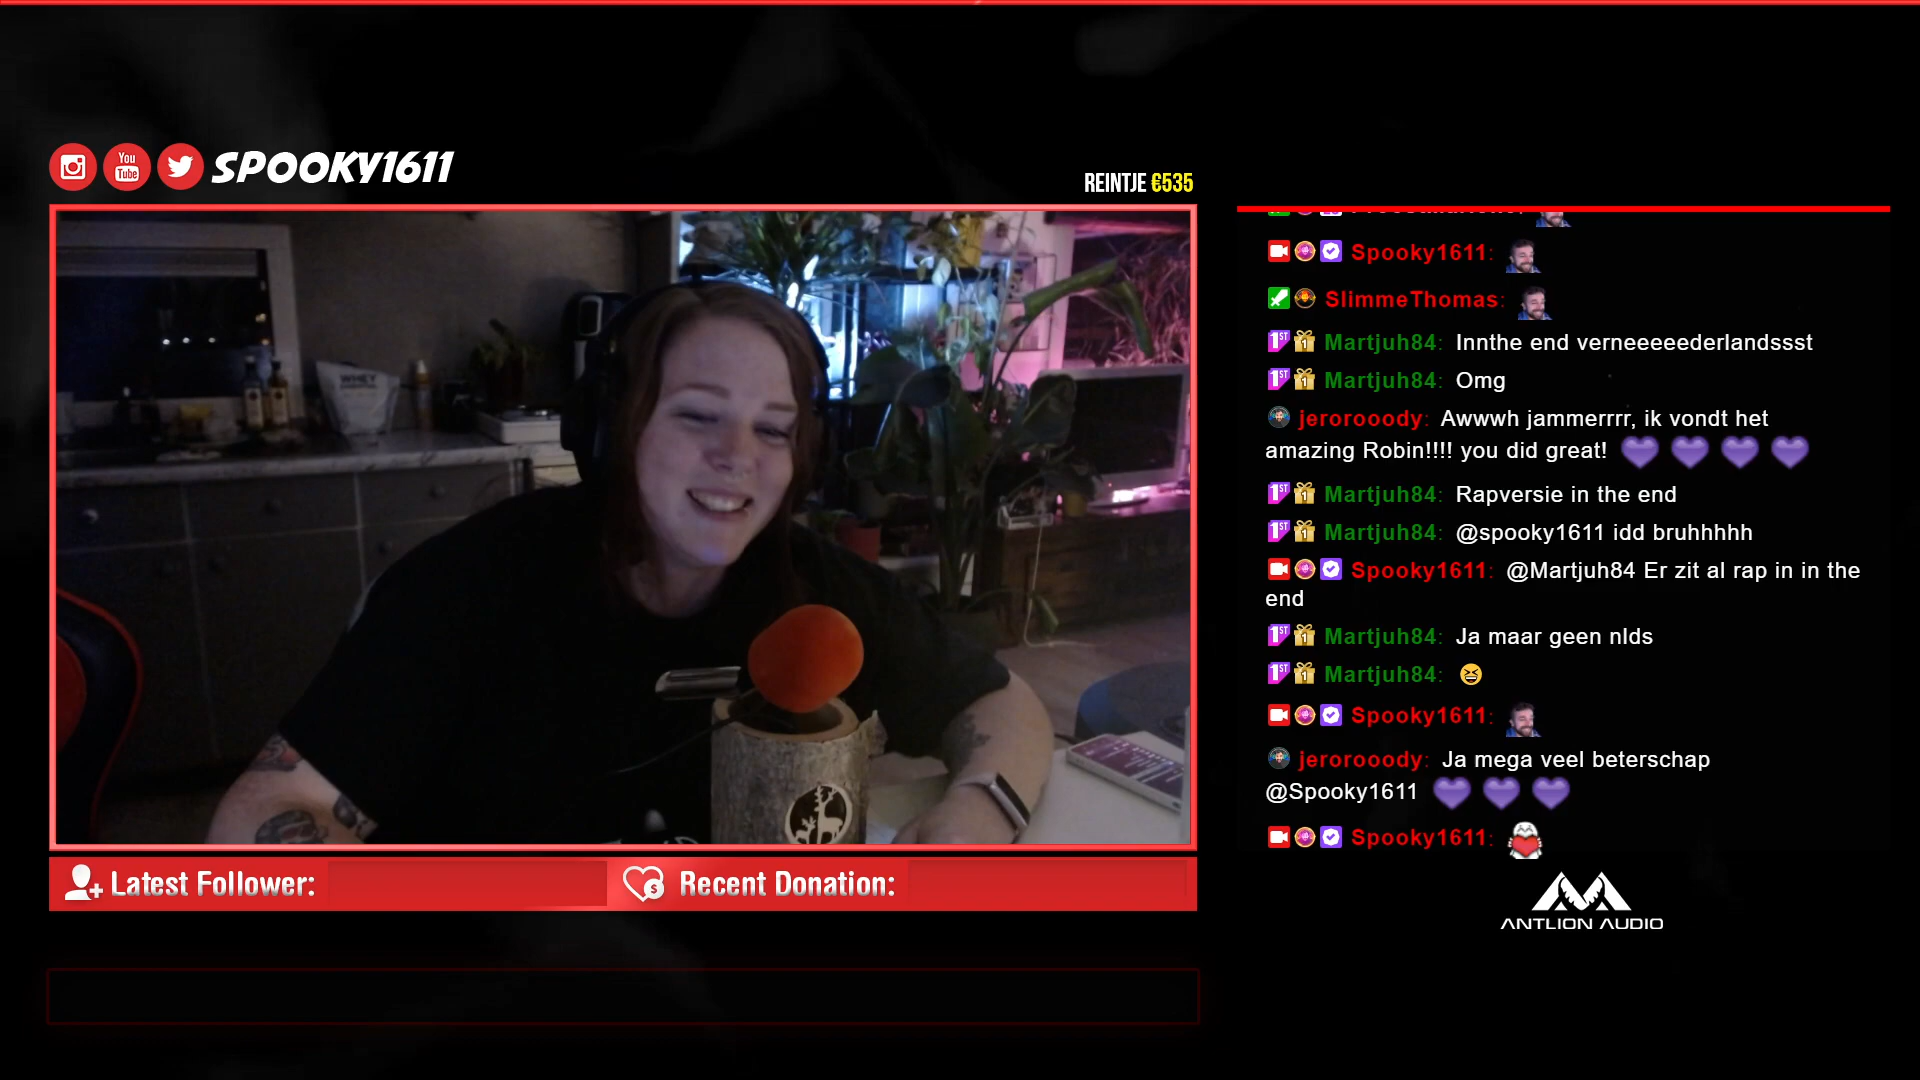 You
Tube
SPOOKY1611
REINTJE €535
WHEY
Spooky1611:
SlimmeThomas:
Martjuh84: Innthe end verneeeeederlandssst
Martjuh84: Omg
jerorooody: Awwwh jammerrrr, ik vondt het
amazing Robin!!!! you did great!
Martjuh84: Rapversie in the end
Martjuh84: @spooky1611 idd bruhhhhh
Spooky1611: @Martjuh84 Er zit al rap in in the
end
Martjuh84: Ja maar geen nlds
Martjuh84:
Spooky1611:
jerorooody: Ja mega veel beterschap
@Spooky1611
Spooky1611:
Latest Follower:
Recent Donation:
ANTLION AUDIO